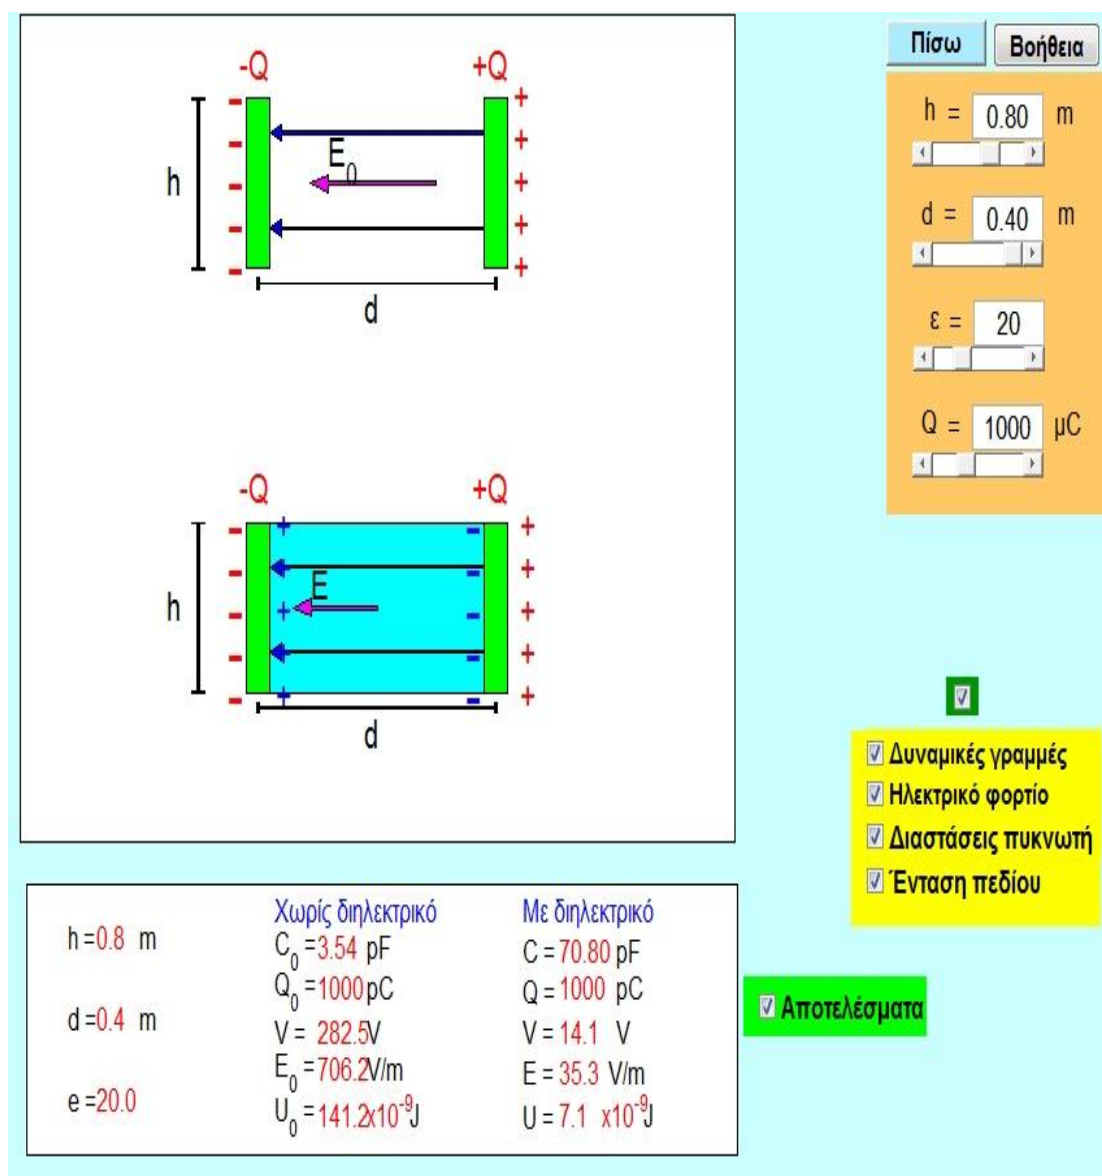 -Q +Q
h
E0
d
-Q +Q
h
E
d
Πίσω Βοήθεια
h = 0.80 m
d = 0.40 m
ε = 20
Q = 1000 μC
Δυναμικές γραμμές
Ηλεκτρικό φορτίο
Διαστάσεις πυκνωτή
Ένταση πεδίου
Αποτελέσματα
h =0.8 m
d =0.4 m
e =20.0
Χωρίς διηλεκτρικό
C0 =3.54 pF
Q0 =1000 pC
V = 282.5V
E0 =706.2V/m
U0 =141.2x10-9J
Με διηλεκτρικό
C = 70.80 pF
Q = 1000 pC
V = 14.1 V
E = 35.3 V/m
U = 7.1 x10-9J